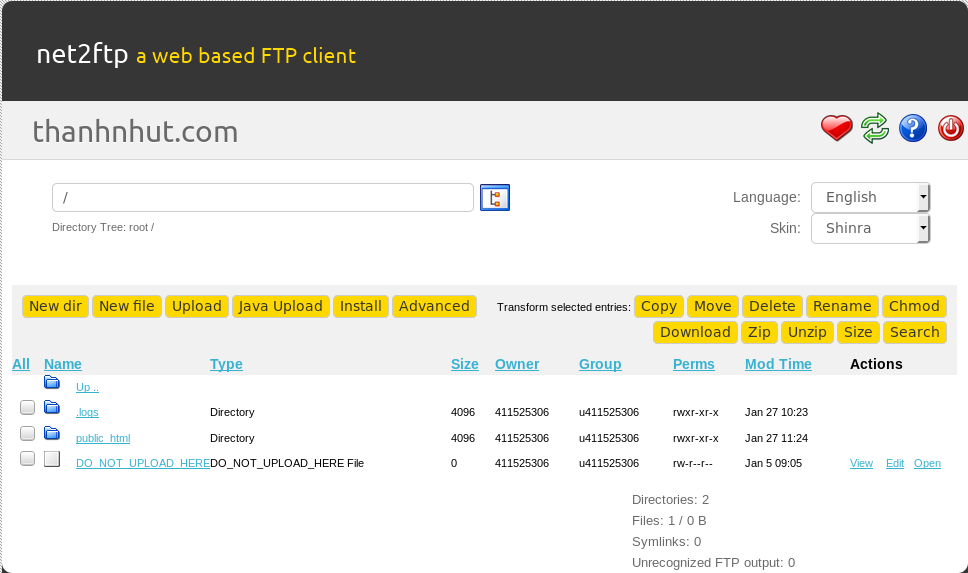 net2ftp a web based FTP client
thanhnhut.com
/
Language: English
Directory Tree: root /
Skin: Shinra
New dir New file Upload Java Upload Install Advanced Transform selected entries: Copy Move Delete Rename Chmod
Download Zip Unzip Size Search
All Name Type Size Owner Group Perms Mod Time Actions
Up ..
.logs Directory 4096 411525306 u411525306 rwxr-xr-x Jan 27 10:23
public_html Directory 4096 411525306 u411525306 rwxr-xr-x Jan 27 11:24
DO_NOT_UPLOAD_HERE DO_NOT_UPLOAD_HERE File 0 411525306 u411525306 rw-r--r-- Jan 5 09:05 View Edit Open
Directories: 2
Files: 1 / 0 B
Symlinks: 0
Unrecognized FTP output: 0